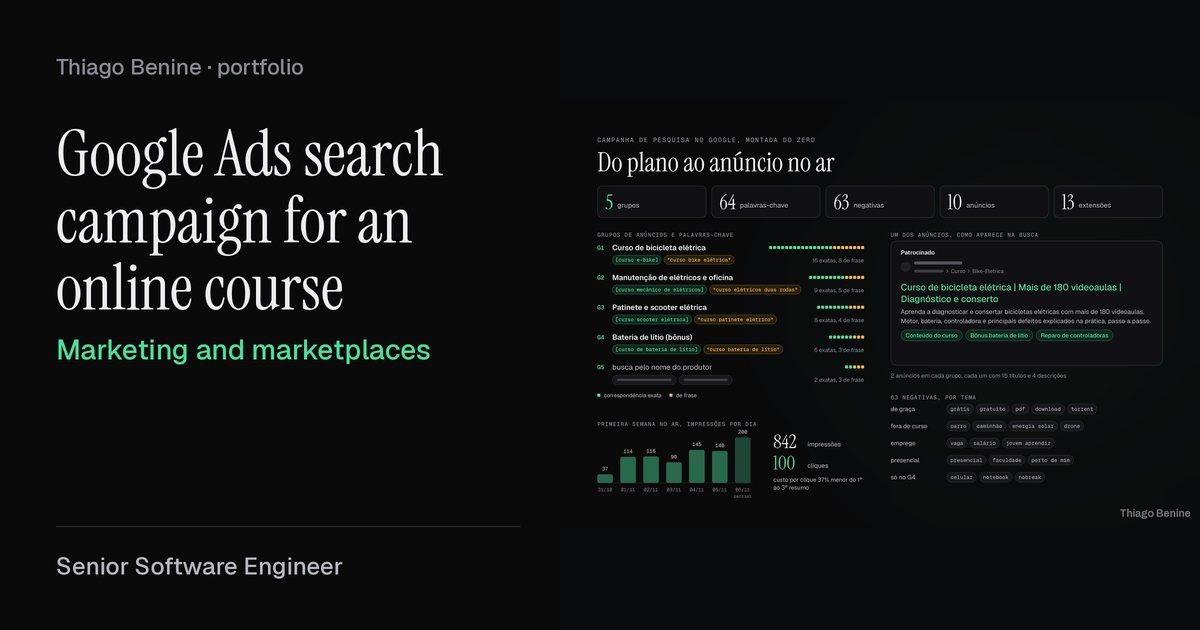 Thiago Benine · portfolio
Google Ads search
campaign for an
online course
Marketing and marketplaces
Senior Software Engineer
CAMPANHA DE PESQUISA NO GOOGLE, MONTADA DO ZERO
Do plano ao anúncio no ar
5 grupos
64 palavras-chave
63 negativas
10 anúncios
13 extensões
GRUPOS DE ANÚNCIOS E PALAVRAS-CHAVE
G1 Curso de bicicleta elétrica
[curso e-bike] "curso bike elétrica" 16 exatas, 8 de frase
G2 Manutenção de elétricos e oficina
[curso mecânico de elétricos] "curso elétricos duas rodas" 9 exatas, 5 de frase
G3 Patinete e scooter elétrica
[curso scooter elétrica] "curso patinete elétrico" 8 exatas, 4 de frase
G4 Bateria de lítio (bônus)
[curso de bateria de lítio] "curso bateria de lítio" 6 exatas, 3 de frase
G5 busca pelo nome do produtor
2 exatas, 3 de frase
correspondência exata de frase
PRIMEIRA SEMANA NO AR, IMPRESSÕES POR DIA
37 114 116 90 145 140 200
31/10 01/11 02/11 03/11 04/11 05/11 06/11
parcial
842 impressões
100 cliques
custo por clique 37% menor do 1º
ao 3º resumo
UM DOS ANÚNCIOS, COMO APARECE NA BUSCA
Patrocinado
› Curso › Bike-Eletrica
Curso de bicicleta elétrica | Mais de 180 videoaulas |
Diagnóstico e conserto
Aprenda a diagnosticar e consertar bicicletas elétricas com mais de 180 videoaulas.
Motor, bateria, controladora e principais defeitos explicados na prática, passo a passo.
Conteúdo do curso Bônus bateria de lítio Reparo de controladoras
2 anúncios em cada grupo, cada um com 15 títulos e 4 descrições
63 NEGATIVAS, POR TEMA
de graça grátis gratuito pdf download torrent
fora do curso carro caminhão energia solar drone
emprego vaga salário jovem aprendiz
presencial presencial faculdade perto de mim
só no G4 celular notebook nobreak
Thiago Benine